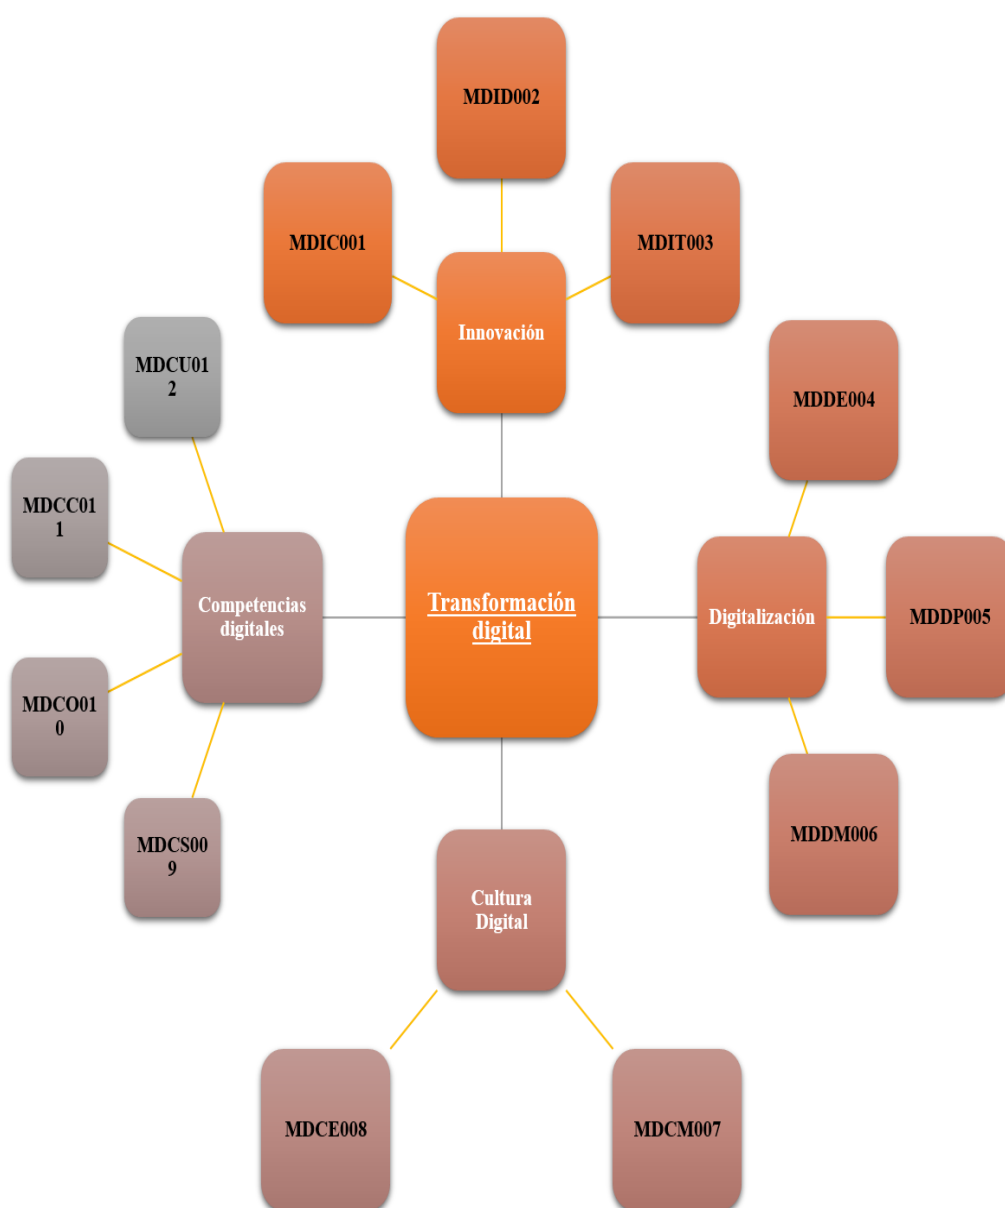 MDID002
MDIC001
MDIT003
Innovación
MDCU01
2
MDDE004
MDCC01
1
Transformación
digital
Competencias
digitales
Digitalización
MDDP005
MDCO01
0
MDDM006
MDCS00
9
Cultura
Digital
MDCE008
MDCM007